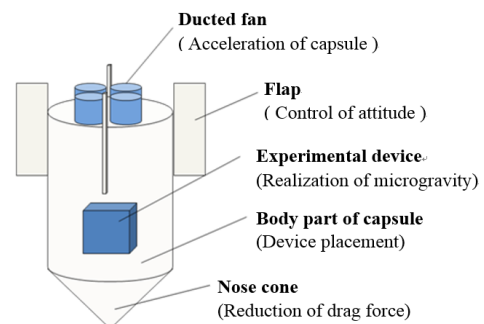 Ducted fan
( Acceleration of capsule )
Flap
( Control of attitude )
Experimental device
(Realization of microgravity)
Body part of capsule
(Device placement)
Nose cone
(Reduction of drag force)